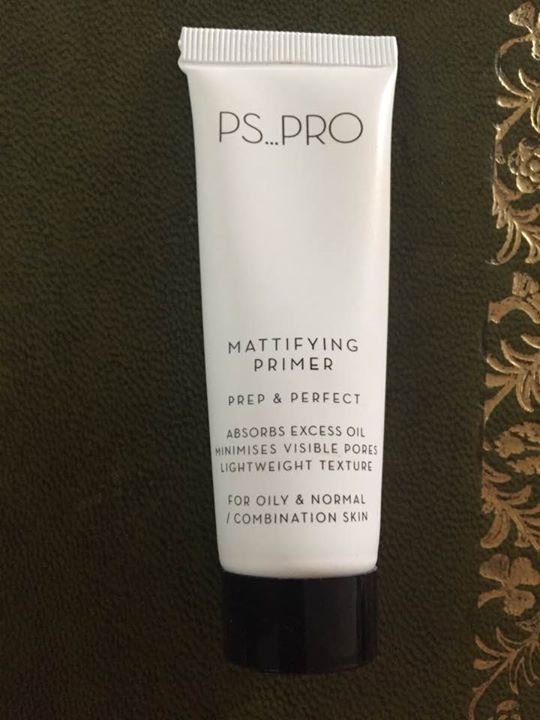 PS...PRO
MATTIFYING
PRIMER
PREP & PERFECT
ABSORBS EXCESS OIL
MINIMISES VISIBLE PORES
LIGHTWEIGHT TEXTURE
FOR OILY & NORMAL
/ COMBINATION SKIN